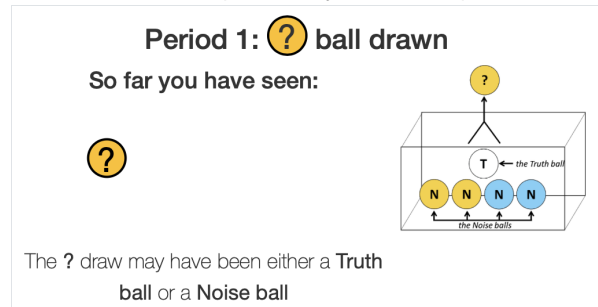 Period 1: ? ball drawn
So far you have seen:
?
?
T
the Truth ball
N N N N
the Noise balls
The ? draw may have been either a Truth
ball or a Noise ball